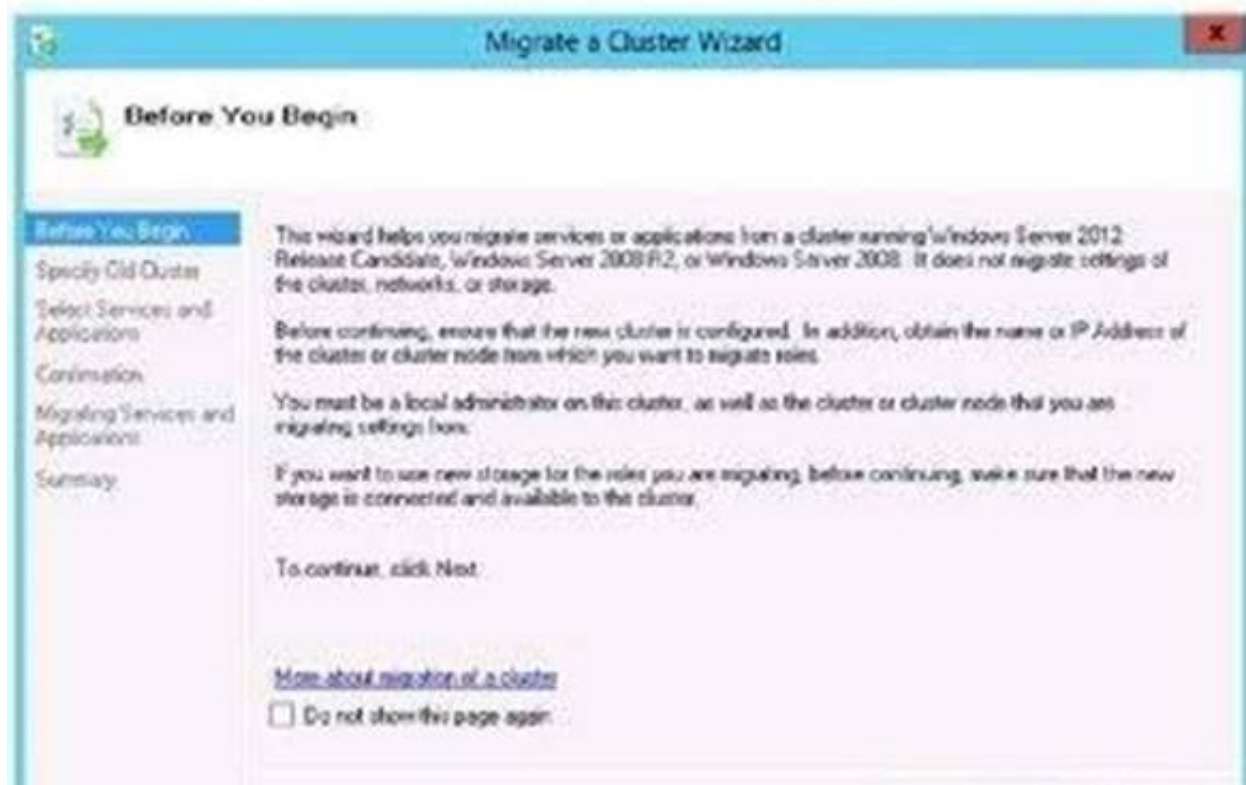 Migrate a Cluster Wizard
Before You Begin
Before You Begin
Specify Old Cluster
Select Services and
Applications
Confirmation
Migrating Services and
Applications
Summary
This wizard helps you migrate services or applications from a cluster running Windows Server 2012
Release Candidate, Windows Server 2008 R2, or Windows Server 2008. It does not migrate settings of
the cluster, networks, or storage.
Before continuing, ensure that the new cluster is configured. In addition, obtain the name or IP Address of
the cluster or cluster node from which you want to migrate roles.
You must be a local administrator on this cluster, as well as the cluster or cluster node that you are
migrating settings from.
If you want to use new storage for the roles you are migrating, before continuing, make sure that the new
storage is connected and available to the cluster.
To continue, click Next.
More about migration of a cluster
Do not show this page again